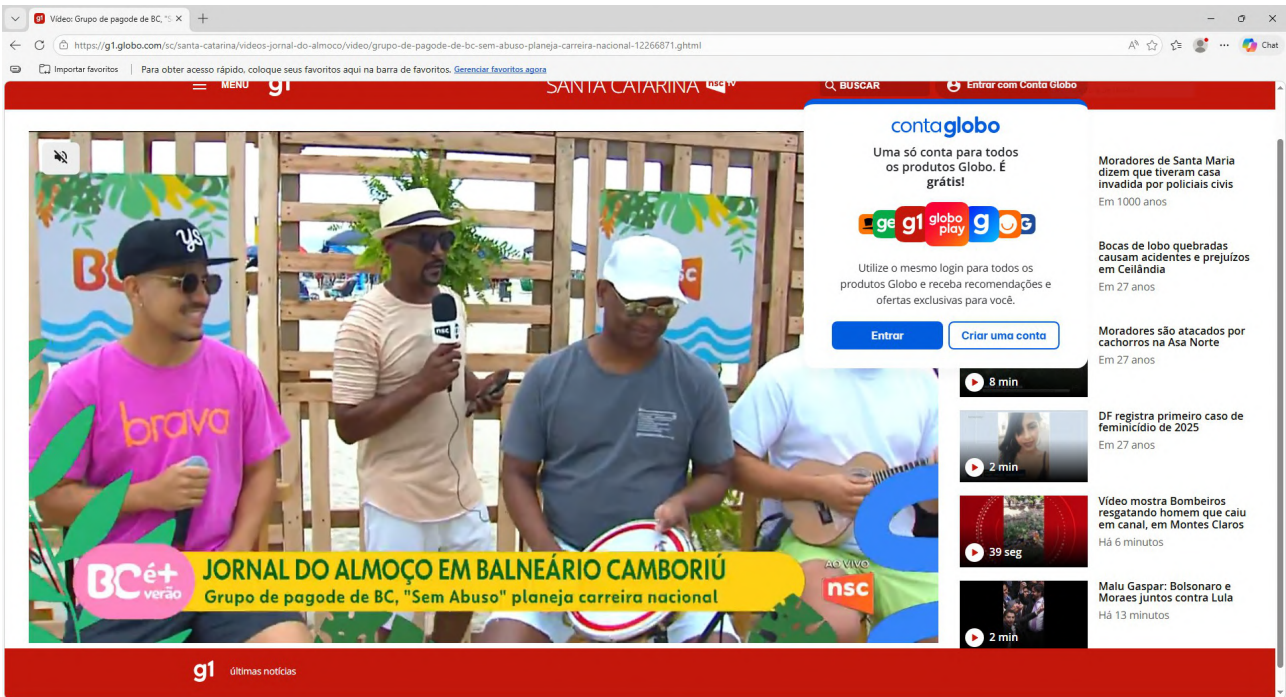 Vídeo: Grupo de pagode de BC, "S
https://g1.globo.com/sc/santa-catarina/videos-jornal-do-almoco/video/grupo-de-pagode-de-bc-sem-abuso-planeja-carreira-nacional-12266871.ghtml
Chat
Importar favoritos
Para obter acesso rápido, coloque seus favoritos aqui na barra de favoritos. Gerenciar favoritos agora
MENU
g1
SANTA CATARINA nsc tv
BUSCAR
Entrar com Conta Globo
contaglobo
Uma só conta para todos
os produtos Globo. É
grátis!
ge g1 globo play g G
Utilize o mesmo login para todos os
produtos Globo e receba recomendações e
ofertas exclusivas para você.
Entrar
Criar uma conta
Moradores de Santa Maria
dizem que tiveram casa
invadida por policiais civis
Em 1000 anos
Bocas de lobo quebradas
causam acidentes e prejuízos
em Ceilândia
Em 27 anos
8 min
Moradores são atacados por
cachorros na Asa Norte
Em 27 anos
2 min
DF registra primeiro caso de
feminicídio de 2025
Em 27 anos
39 seg
Vídeo mostra Bombeiros
resgatando homem que caiu
em canal, em Montes Claros
Há 6 minutos
2 min
Malu Gaspar: Bolsonaro e
Moraes juntos contra Lula
Há 13 minutos
ys
BC
SC
nsc
brava
BC é+ verão
JORNAL DO ALMOÇO EM BALNEÁRIO CAMBORIÚ
Grupo de pagode de BC, "Sem Abuso" planeja carreira nacional
AO VIVO
nsc
g1
últimas notícias